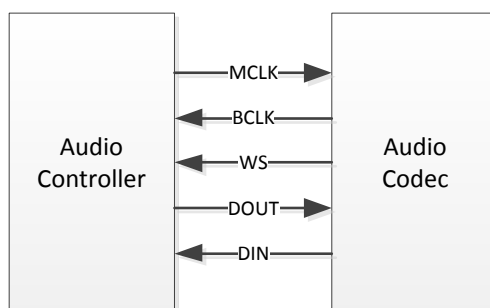 Audio
Controller
MCLK
BCLK
WS
DOUT
DIN
Audio
Codec